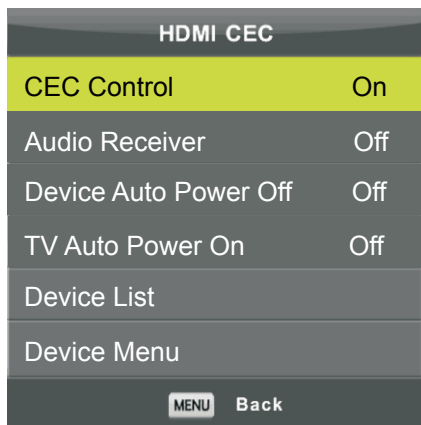 HDMI CEC
CEC Control On
Audio Receiver Off
Device Auto Power Off Off
TV Auto Power On Off
Device List
Device Menu
MENU Back